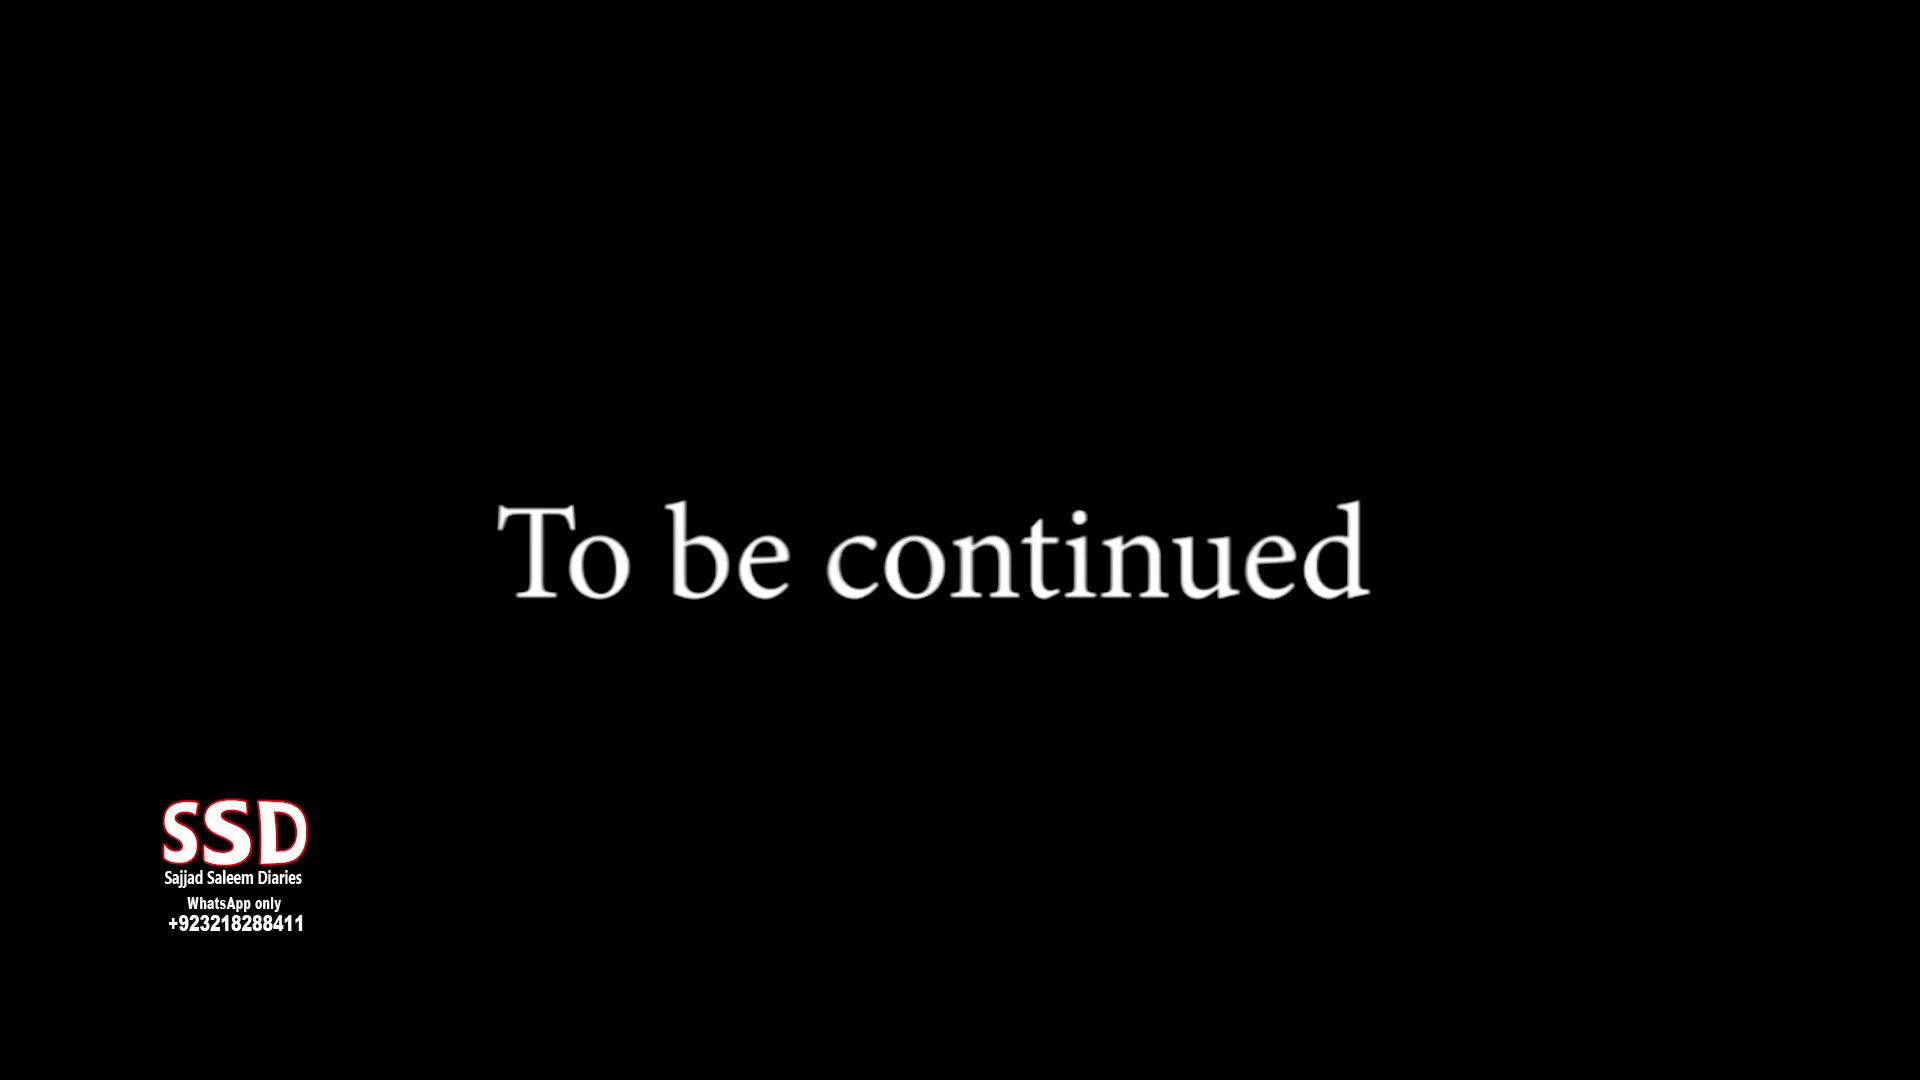 To be continued
SSD
Sajjad Saleem Diaries
WhatsApp only
+923218288411